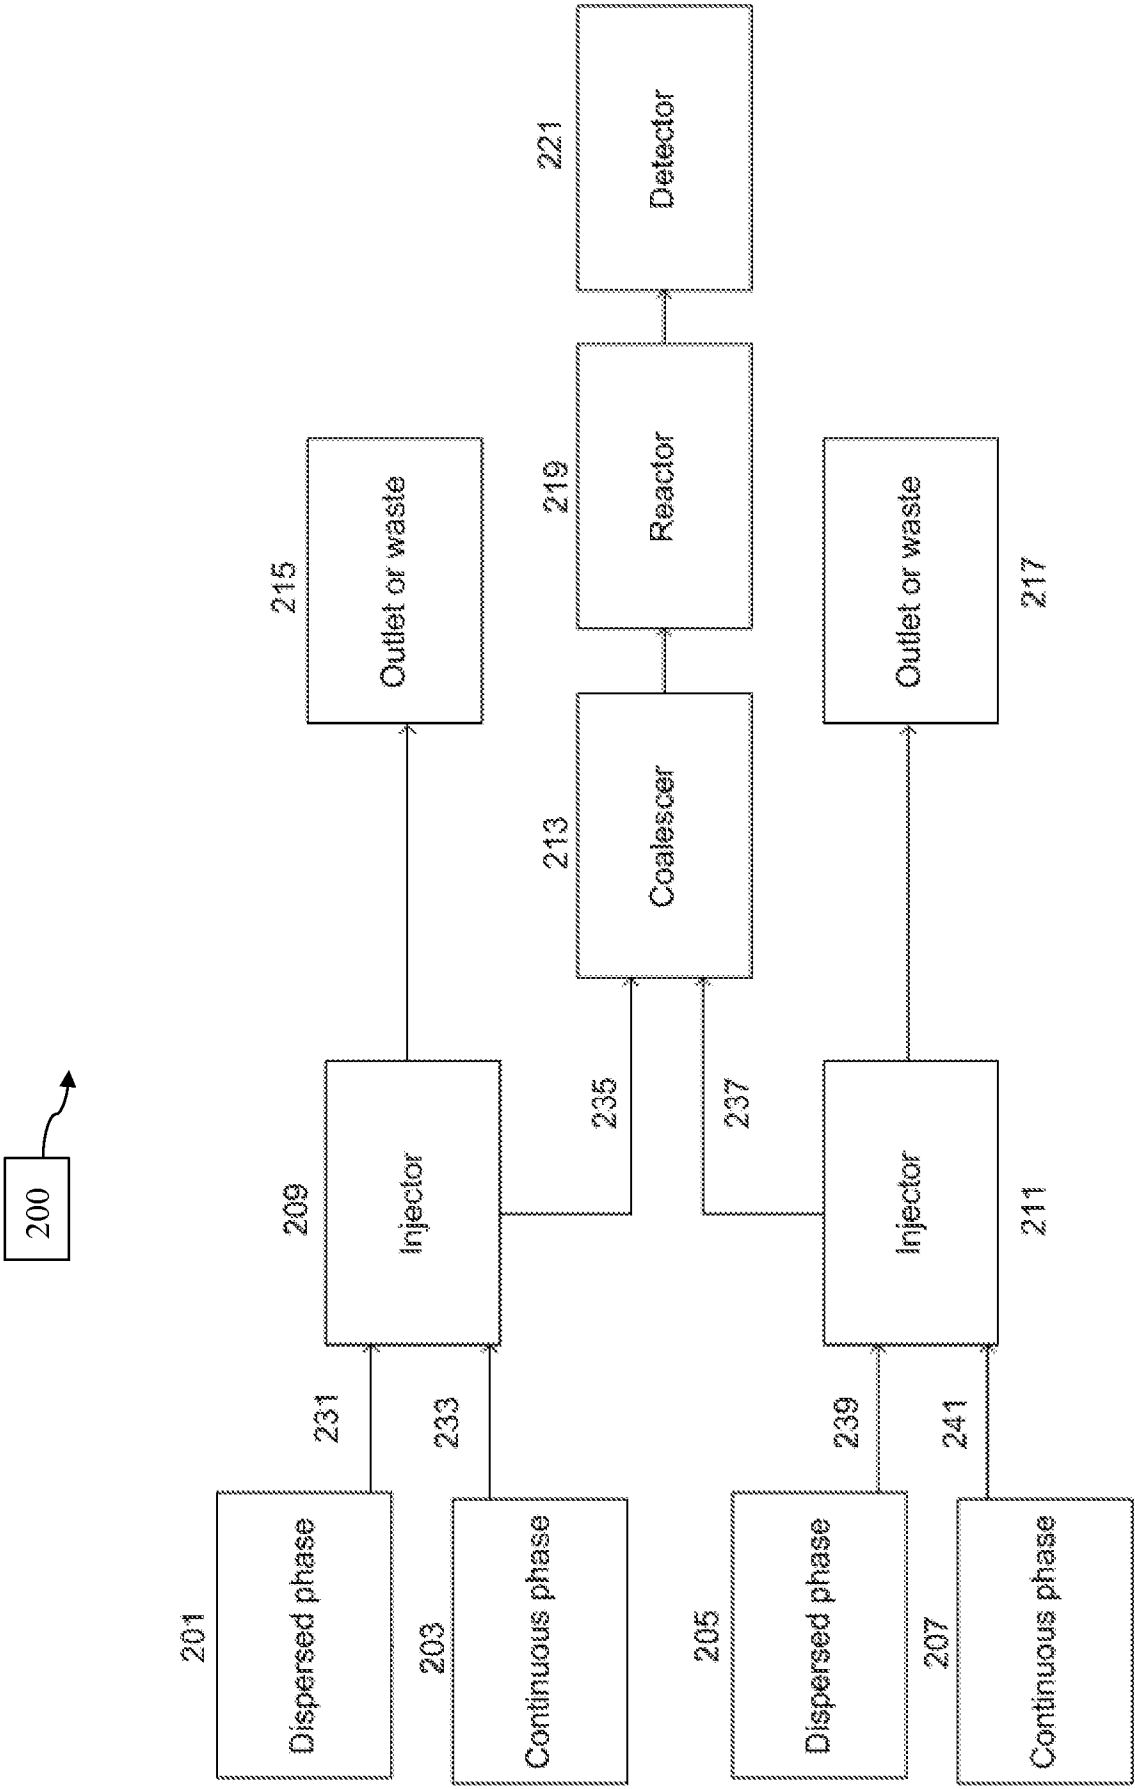 200
201
Dispersed phase
203
Continuous phase
205
Dispersed phase
207
Continuous phase
231
233
239
241
209
Injector
Injector
211
235
237
213
Coalescer
215
Outlet or waste
Outlet or waste
217
219
Reactor
221
Detector